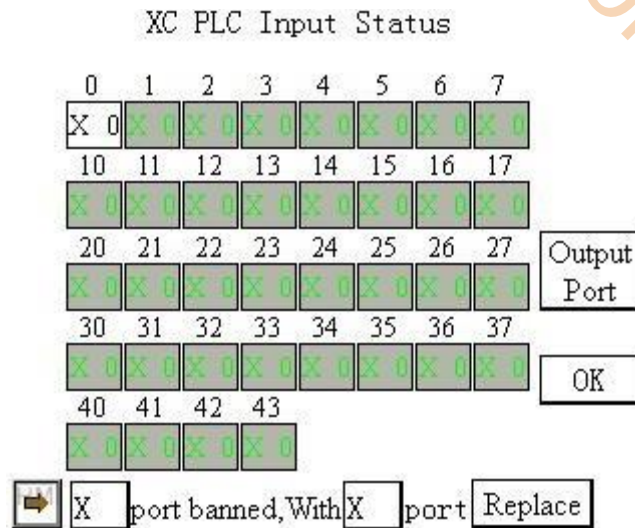 XC PLC Input Status
0 1 2 3 4 5 6 7
X 0 X 0 X 0 X 0 X 0 X 0 X 0 X 0
10 11 12 13 14 15 16 17
X 0 X 0 X 0 X 0 X 0 X 0 X 0 X 0
20 21 22 23 24 25 26 27
X 0 X 0 X 0 X 0 X 0 X 0 X 0 X 0
Output
Port
30 31 32 33 34 35 36 37
X 0 X 0 X 0 X 0 X 0 X 0 X 0 X 0
OK
40 41 42 43
X 0 X 0 X 0 X 0
X port banned,With X port Replace